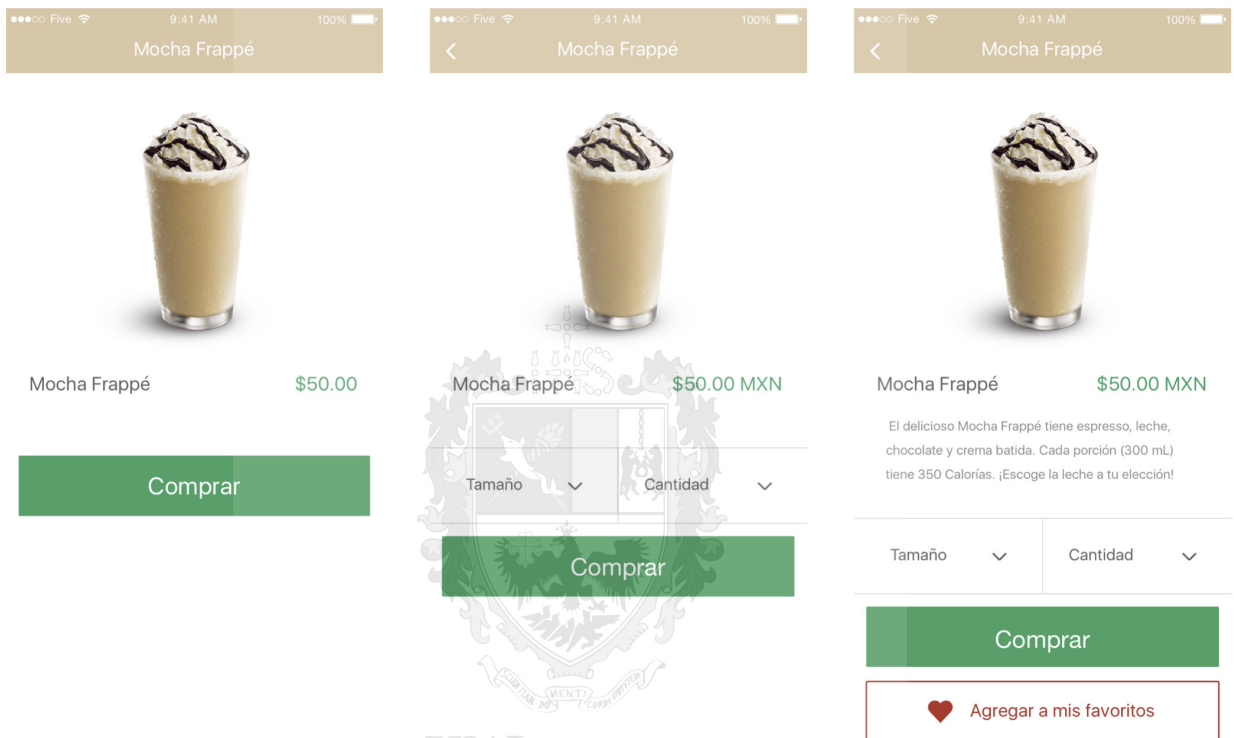 Five 9:41 AM 100%
Mocha Frappé
Mocha Frappé $50.00
Comprar
Five 9:41 AM 100%
Mocha Frappé
Mocha Frappé $50.00 MXN
Tamaño Cantidad
Comprar
Five 9:41 AM 100%
Mocha Frappé
Mocha Frappé $50.00 MXN
El delicioso Mocha Frappé tiene espresso, leche,
chocolate y crema batida. Cada porción (300 mL)
tiene 350 Calorías. ¡Escoge la leche a tu elección!
Tamaño Cantidad
Comprar
Agregar a mis favoritos